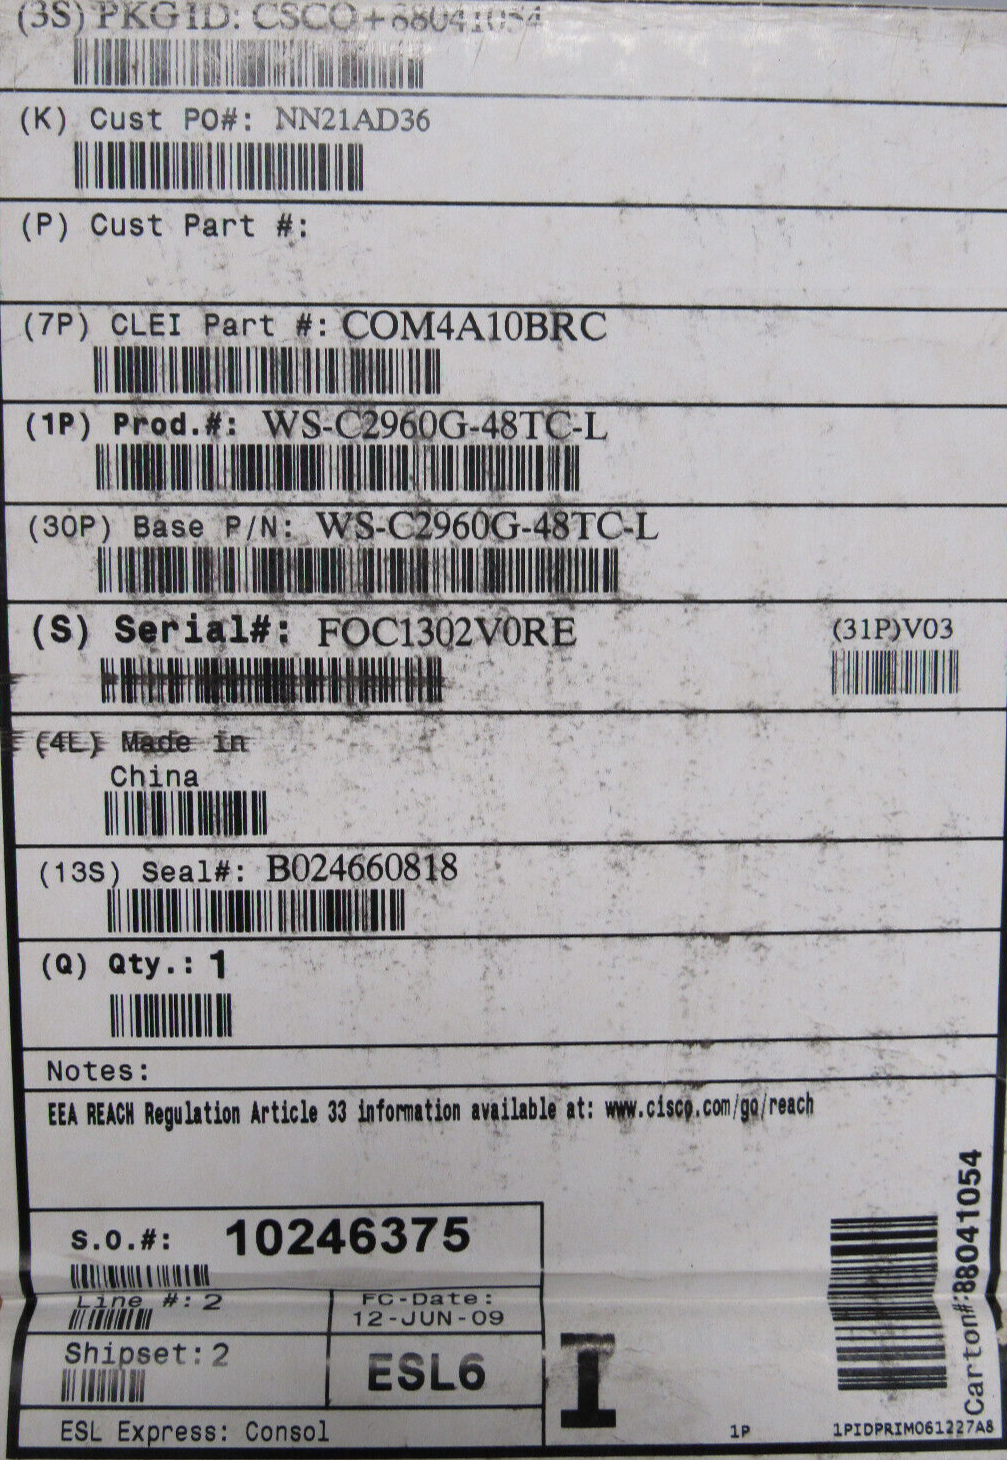 (3S) PKG ID: CSCO+88041054
(K) Cust PO#: NN21AD36
(P) Cust Part #:
(7P) CLEI Part #: COM4A10BRC
(1P) Prod.#: WS-C2960G-48TC-L
(30P) Base P/N: WS-C2960G-48TC-L
(S) Serial#: FOC1302V0RE
(31P)V03
(4L) Made in
China
(13S) Seal#: B024660818
(Q) Qty.: 1
Notes:
EEA REACH Regulation Article 33 information available at: www.cisco.com/go/reach
S.O.#: 10246375
Line #: 2
FC-Date:
12-JUN-09
Shipset: 2
ESL6
ESL Express: Consol
I
1P
1PIDPRIM061227A8
Carton#:88041054